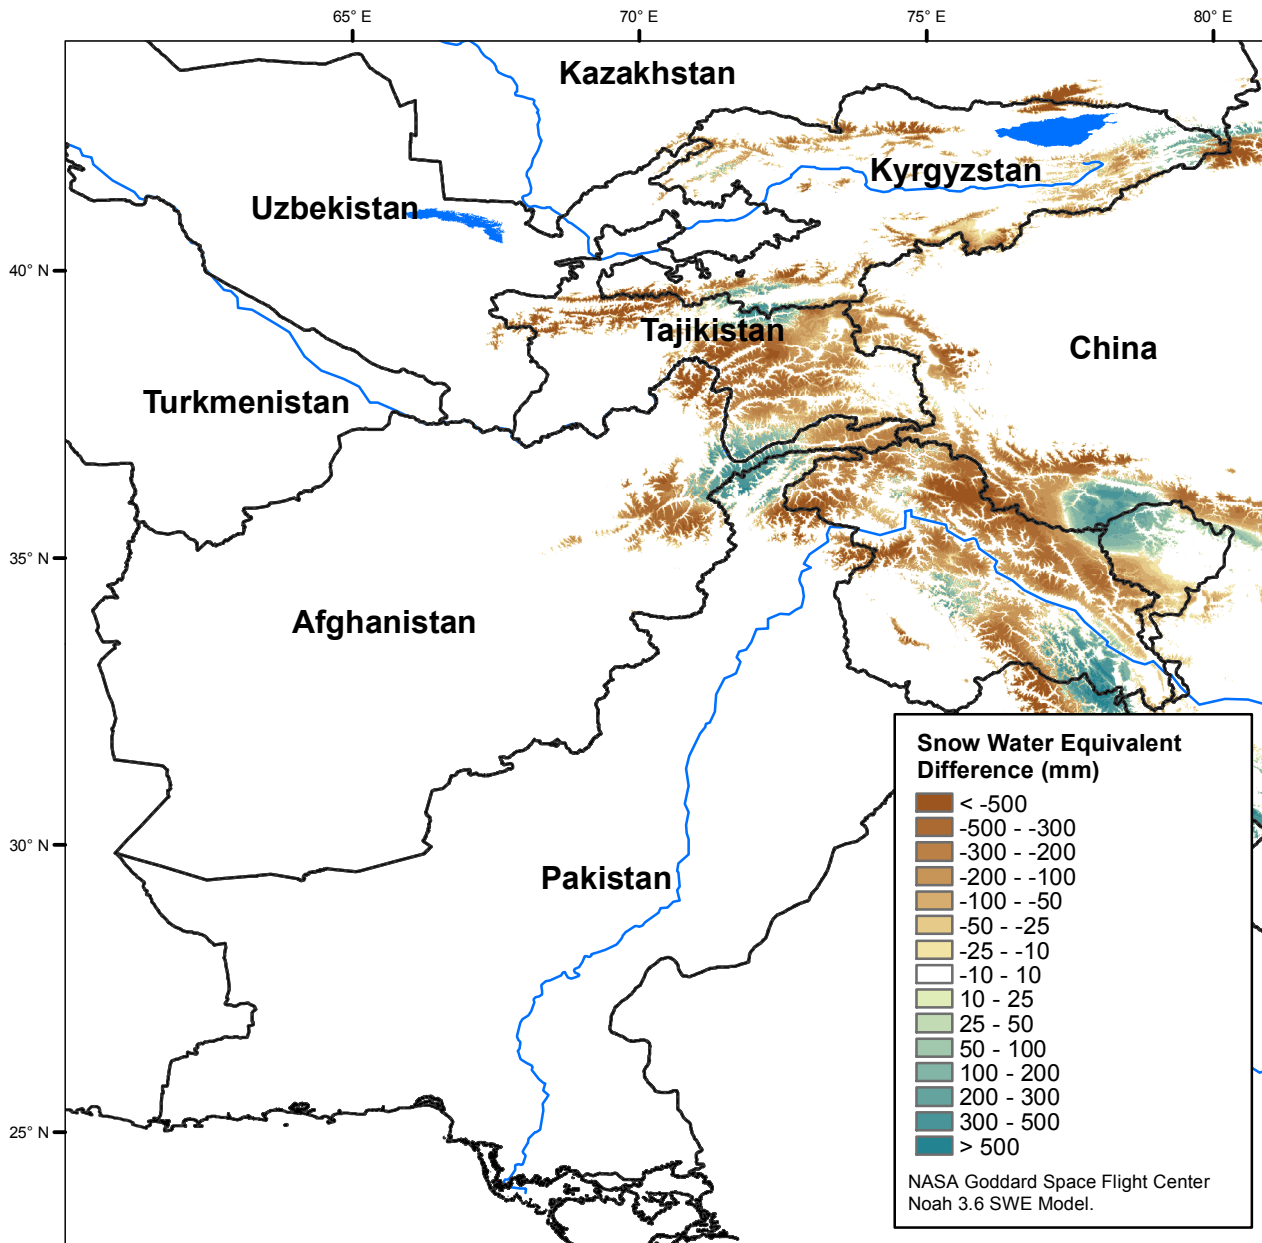 65° E
70° E
75° E
80° E
Kazakhstan
Kyrgyzstan
Uzbekistan
40° N
Tajikistan
China
Turkmenistan
35° N
Afghanistan
30° N
Pakistan
25° N
Snow Water Equivalent
Difference (mm)
< -500
-500 - -300
-300 - -200
-200 - -100
-100 - -50
-50 - -25
-25 - -10
-10 - 10
10 - 25
25 - 50
50 - 100
100 - 200
200 - 300
300 - 500
> 500
NASA Goddard Space Flight Center
Noah 3.6 SWE Model.